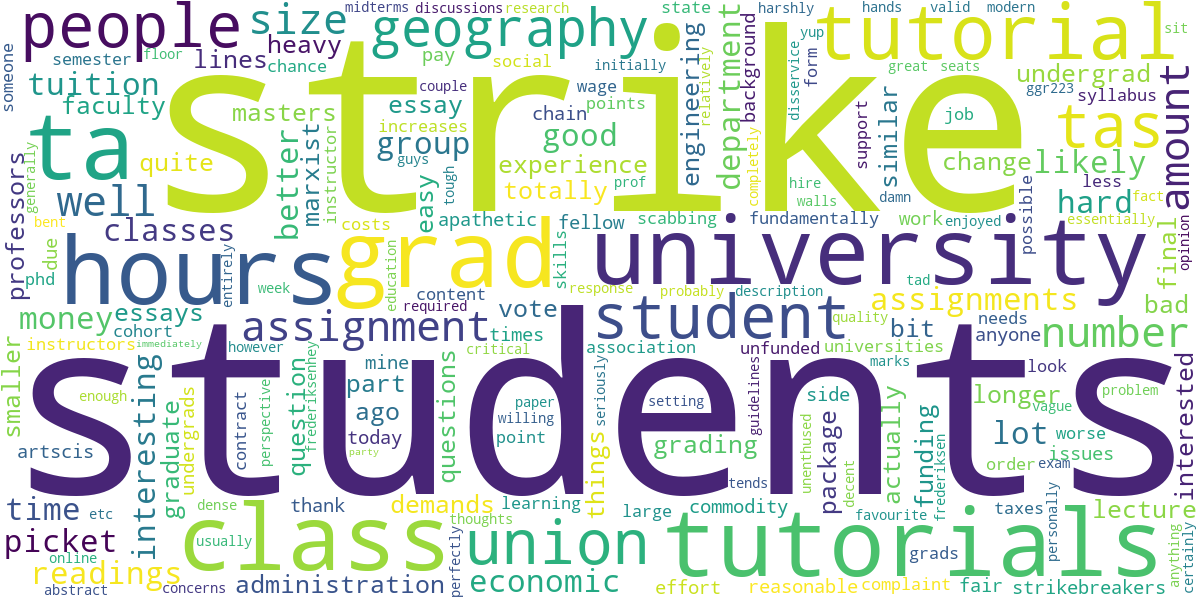 someone
people
semester
floor
size
heavy
lines
chance
midterms
discussions
research
geography
pay
social
initially
state
engineering
relatively
department
background
harshly
yup
form
hands
valid
modern
tutorial
great
seats
sit
undergrad
ggr223
syllabus
amount
tuition
faculty
masters
couple
essay
increases
chain
wage
points
disservice
support
similar
job
tas
strike
ta
quite
better
marxist
instructor
guys
group
tough
easy
good
experience
totally
prof
completely
hire
walls
damn
change
likely
less
fact
hard
essentially
opinion
professors
generally
bent
well
classes
costs
apathetic
fellow
scabbing
fundamentally
work
enjoyed
possible
final
phd
due
hours
entirely
week
grad
education
content
required
skills
response
university
probably
description
tad
assignments
bad
money
essays
cohort
instructors
immediately
however
assignment
times
critical
vote
student
association
unfunded
quality
universities
bit
marks
needs
anyone
number
smaller
enough
artscis
interesting
graduate
undergrads
contract
perspective
question
frederiksenhey
mine
part
ago
today
party
questions
willing
paper
point
things
seriously
setting
grading
guidelines
tends
unenthused
package
side
decent
actually
funding
frederiksen
longer
look
vague
lot
worse
issues
order
exam
problem
interested
students
time
etc
picket
online
readings
abstract
concerns
dense
usually
class
thank
administration
demands
thoughts
perfectly
learning
union
economic
large
commodity
effort
tutorials
reasonable
complaint
favourite
grads
fair
taxes
personally
strikebreakers
lecture
anything
certainly